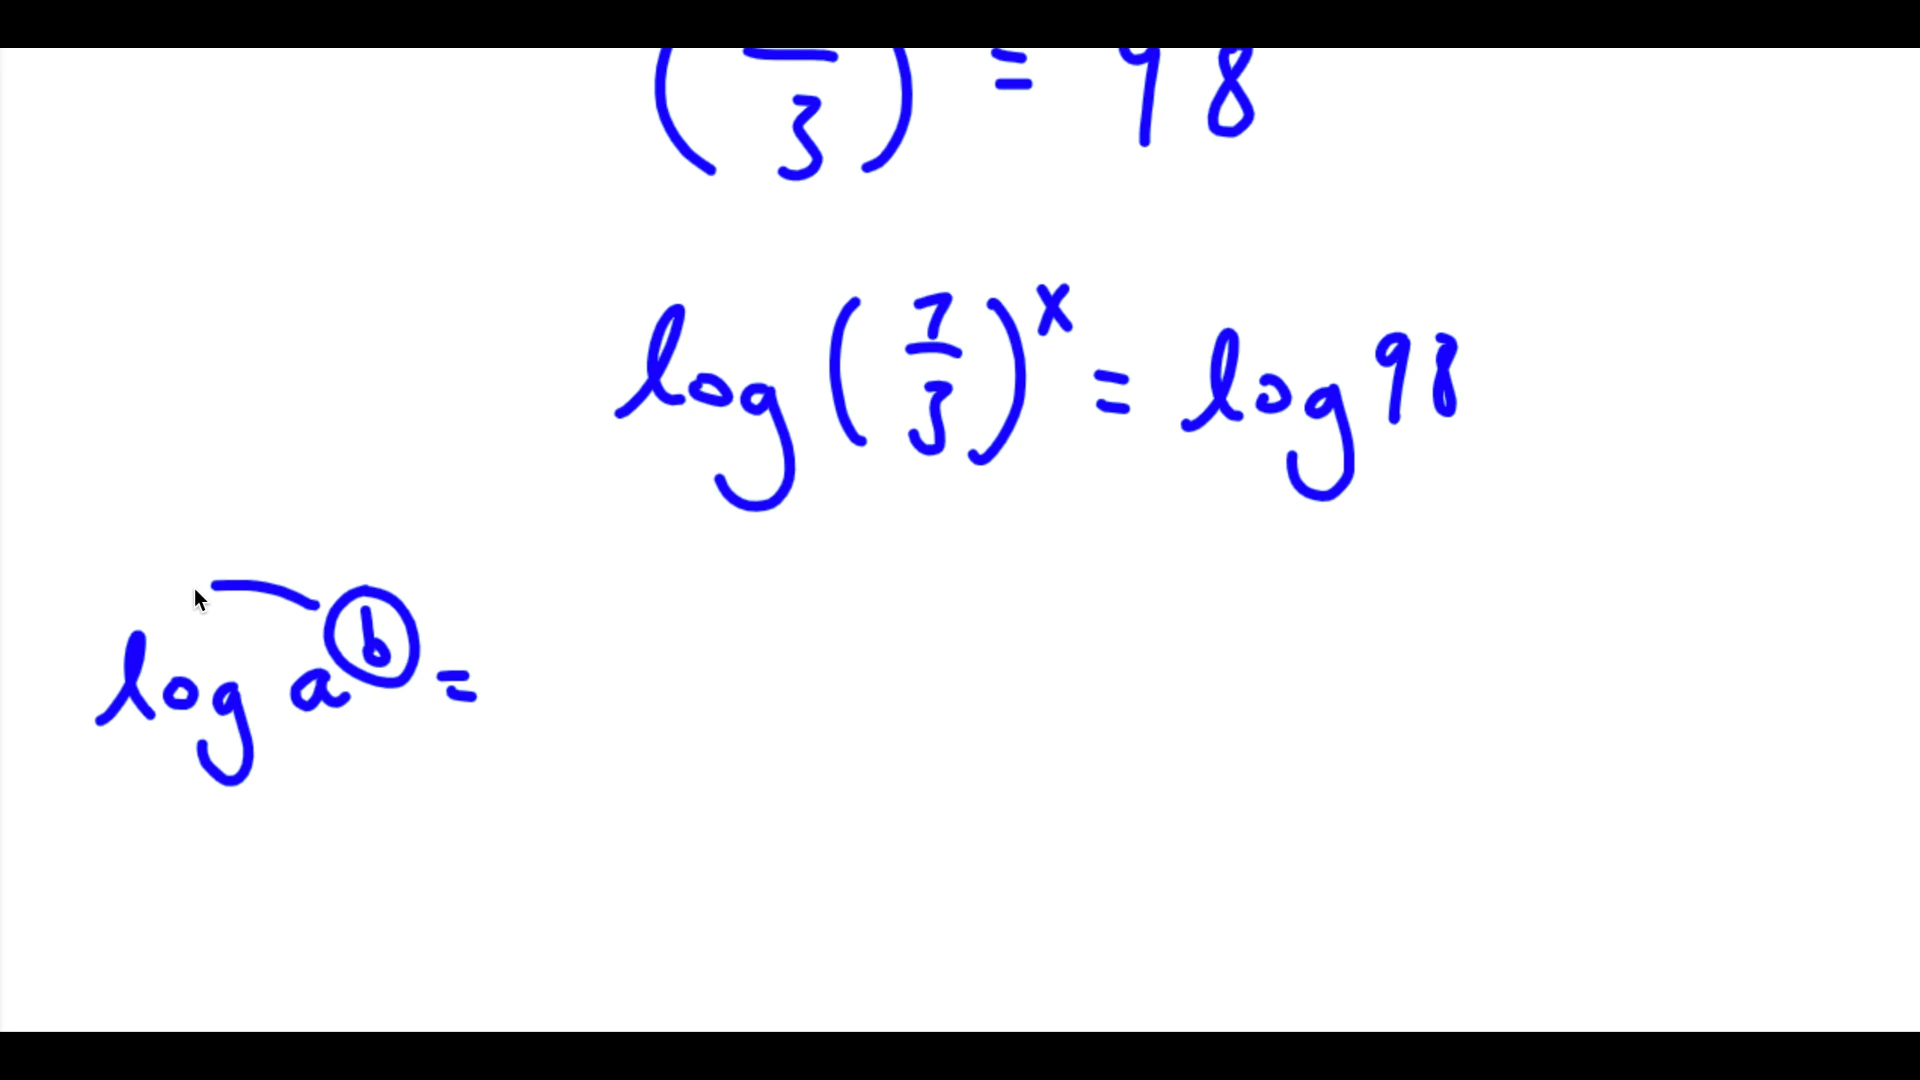 ( — 3 ) = 98
log (7/3)^x = log 98
log a^b =